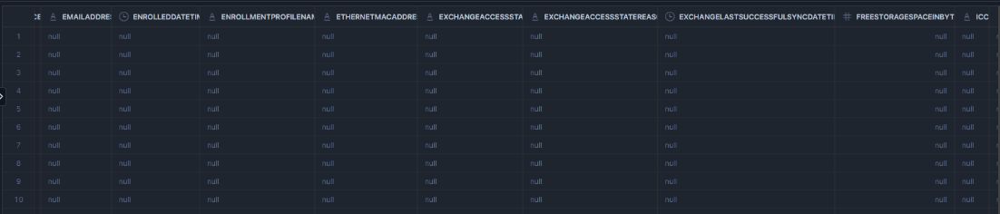 CE EMAILADDRE ENROLLEDDATETIM ENROLLMENTPROFILENAM ETHERNETMACADDRE EXCHANGEACCESSSTA EXCHANGEACCESSSTATEREAS EXCHANGELASTSUCCESSFULSYNCDATETI FREESTORAGESPACEINBYT ICC
1 null null null null null null null null null
2 null null null null null null null null null
3 null null null null null null null null null
4 null null null null null null null null null
5 null null null null null null null null null
6 null null null null null null null null null
7 null null null null null null null null null
8 null null null null null null null null null
9 null null null null null null null null null
10 null null null null null null null null null